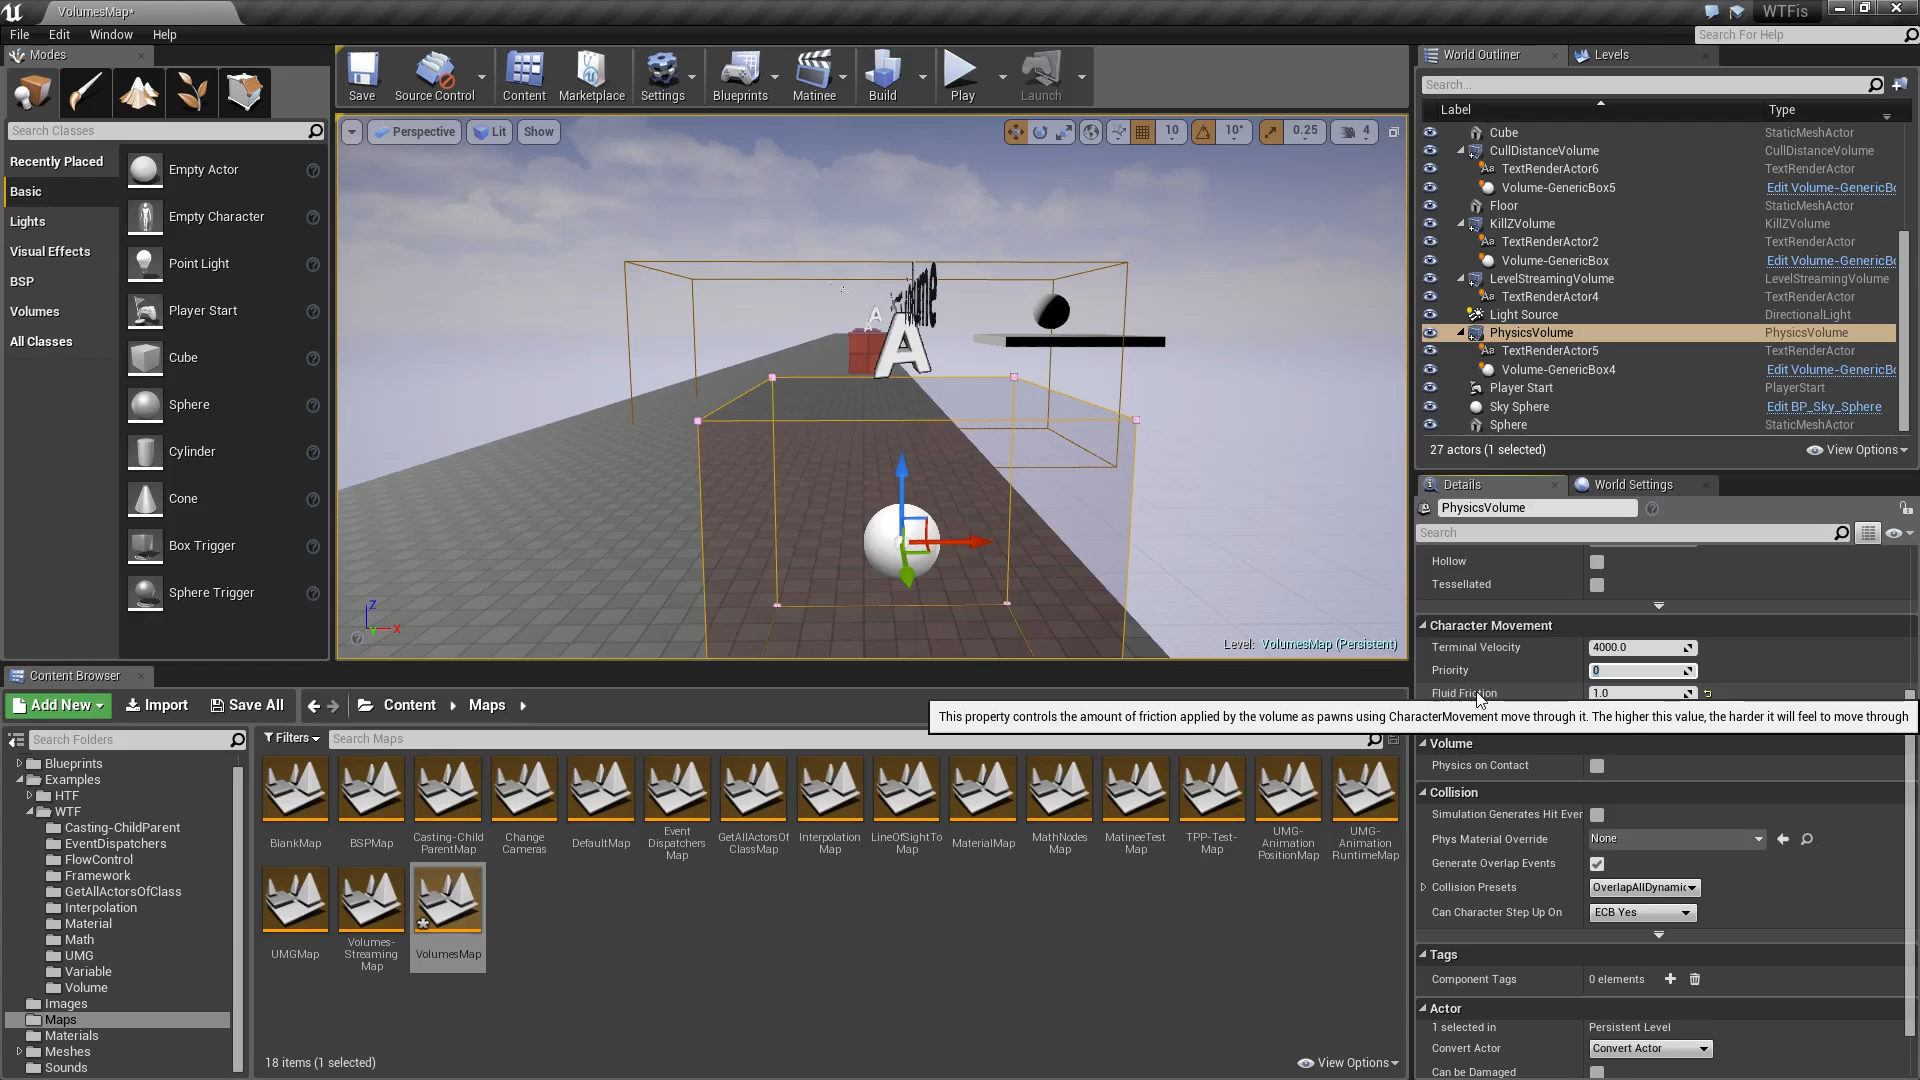 VolumesMap*
WTFis
File
Edit
Window
Help
Search For Help
Modes
Search Classes
Recently Placed
Basic
Lights
Visual Effects
BSP
Volumes
All Classes
Empty Actor
Empty Character
Point Light
Player Start
Cube
Sphere
Cylinder
Cone
Box Trigger
Sphere Trigger
Save
Source Control
Content
Marketplace
Settings
Blueprints
Matinee
Build
Play
Launch
Perspective
Lit
Show
10
10°
0.25
4
A
A
Z
X
Y
Level: VolumesMap (Persistent)
World Outliner
Levels
Search...
Label
Type
Cube
StaticMeshActor
CullDistanceVolume
CullDistanceVolume
TextRenderActor6
TextRenderActor
Volume-GenericBox5
Edit Volume-GenericBo
Floor
StaticMeshActor
KillZVolume
KillZVolume
TextRenderActor2
TextRenderActor
Volume-GenericBox
Edit Volume-GenericBo
LevelStreamingVolume
LevelStreamingVolume
TextRenderActor4
TextRenderActor
Light Source
DirectionalLight
PhysicsVolume
PhysicsVolume
TextRenderActor5
TextRenderActor
Volume-GenericBox4
Edit Volume-GenericBo
Player Start
PlayerStart
Sky Sphere
Edit BP_Sky_Sphere
Sphere
StaticMeshActor
27 actors (1 selected)
View Options
Details
World Settings
PhysicsVolume
Search
Hollow
Tessellated
Character Movement
Terminal Velocity
4000.0
Priority
0
Fluid Friction
1.0
This property controls the amount of friction applied by the volume as pawns using CharacterMovement move through it. The higher this value, the harder it will feel to move through
Volume
Physics on Contact
Collision
Simulation Generates Hit Ever
Phys Material Override
None
Generate Overlap Events
Collision Presets
OverlapAllDynamic
Can Character Step Up On
ECB Yes
Tags
Component Tags
0 elements
Actor
1 selected in
Persistent Level
Convert Actor
Convert Actor
Can be Damaged
Content Browser
Add New
Import
Save All
Content
Maps
Search Folders
Filters
Search Maps
Blueprints
Examples
HTF
WTF
Casting-ChildParent
EventDispatchers
FlowControl
Framework
GetAllActorsOfClass
Interpolation
Material
Math
UMG
Variable
Volume
Images
Maps
Materials
Meshes
Sounds
BlankMap
BSPMap
Casting-Child
ParentMap
Change
Cameras
DefaultMap
Event
Dispatchers
Map
GetAllActorsOf
ClassMap
Interpolation
Map
LineOfSightTo
Map
MaterialMap
MathNodes
Map
MatineeTest
Map
TPP-Test-
Map
UMG-
Animation
PositionMap
UMG-
Animation
RuntimeMap
UMGMap
Volumes-
Streaming
Map
VolumesMap
18 items (1 selected)
View Options